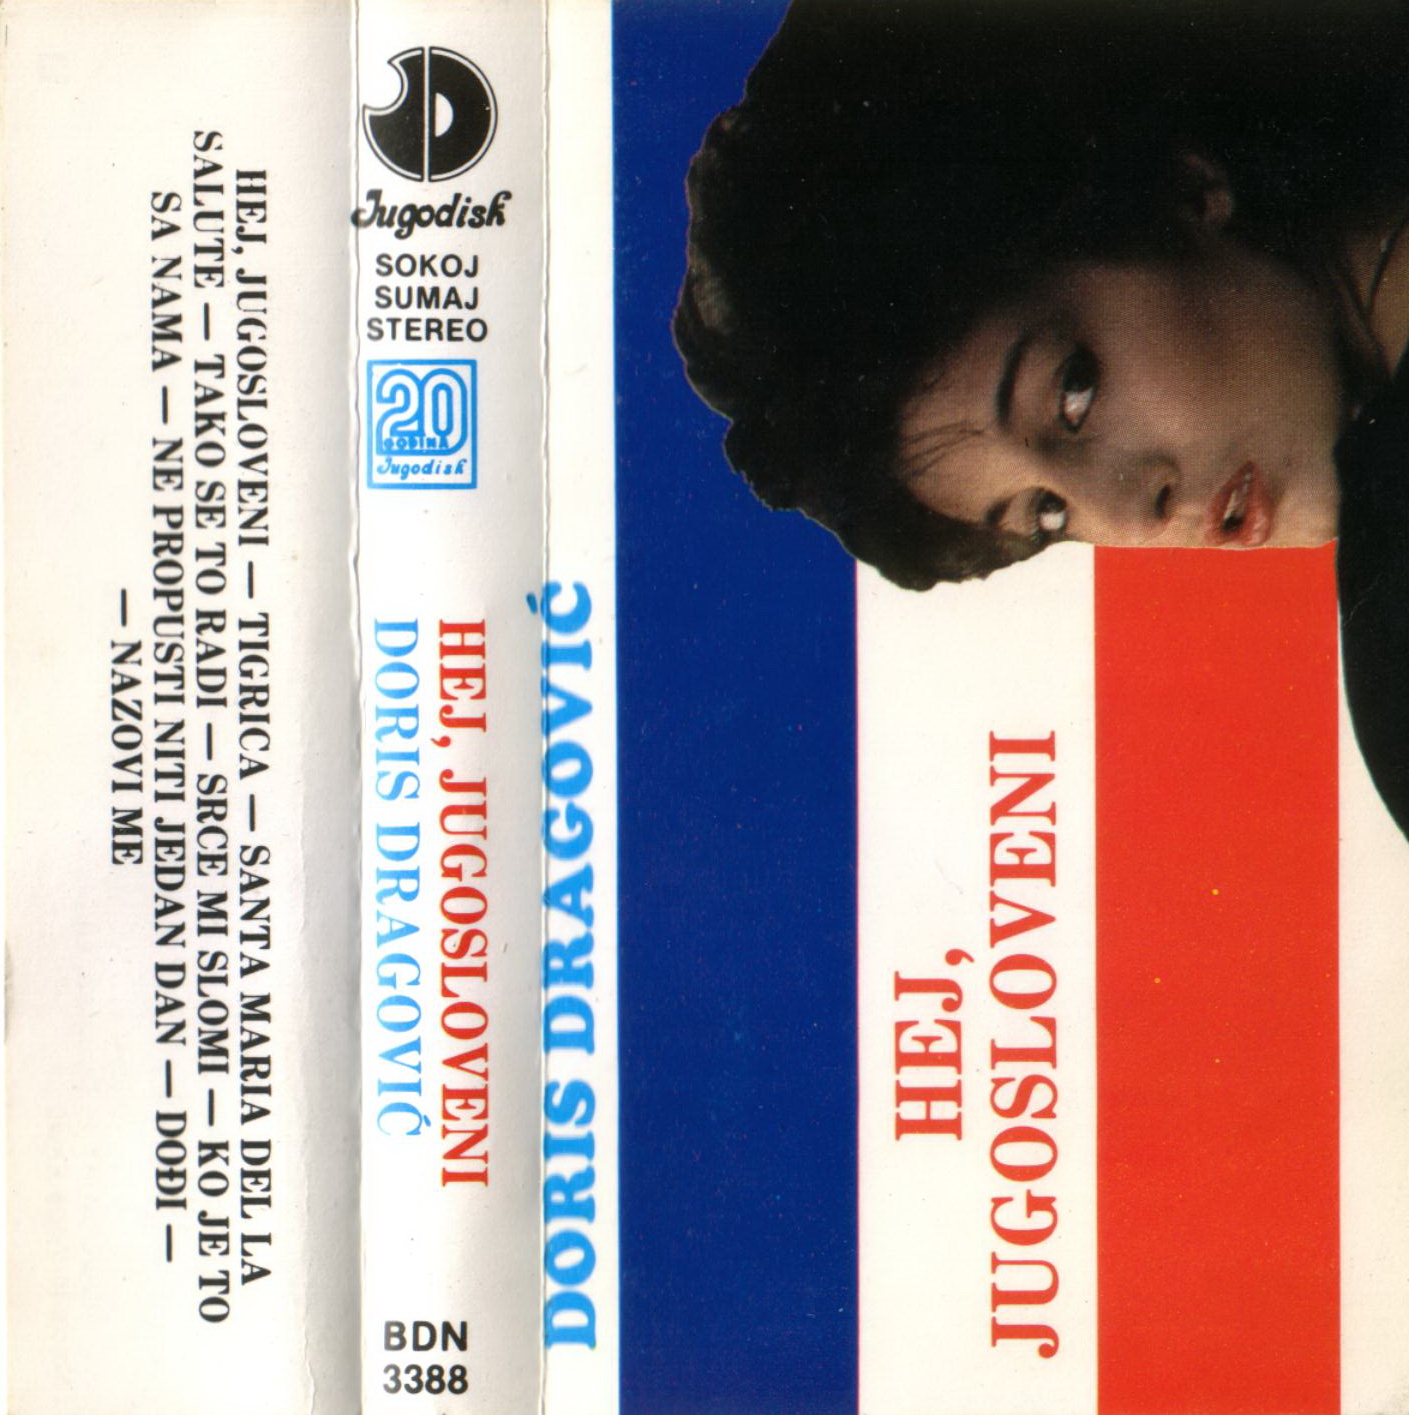 HEJ, JUGOSLOVENI — TIGRICA — SANTA MARIA DEL LA
SALUTE — TAKO SE TO RADI — SRCE MI SLOMI — KO JE TO
SA NAMA — NE PROPUSTI NITI JEDAN DAN — DOĐI —
— NAZOVI ME
Jugodisk
SOKOJ
SUMAJ
STEREO
20
GODINA
Jugodisk
HEJ, JUGOSLOVENI
DORIS DRAGOVIĆ
BDN
3388
DORIS DRAGOVIĆ
HEJ,
JUGOSLOVENI